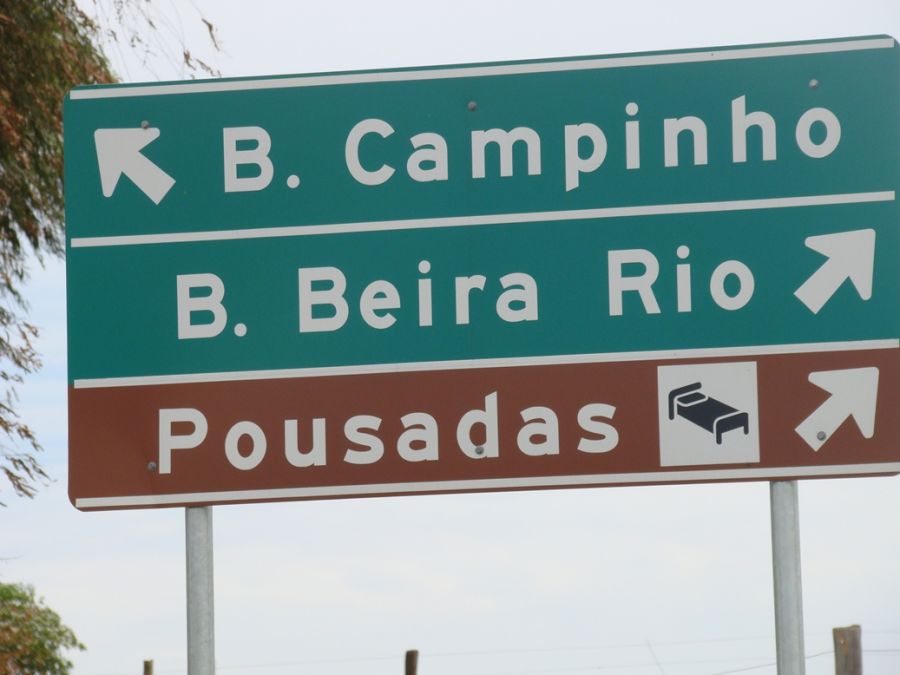 B. Campinho
B. Beira Rio
Pousadas